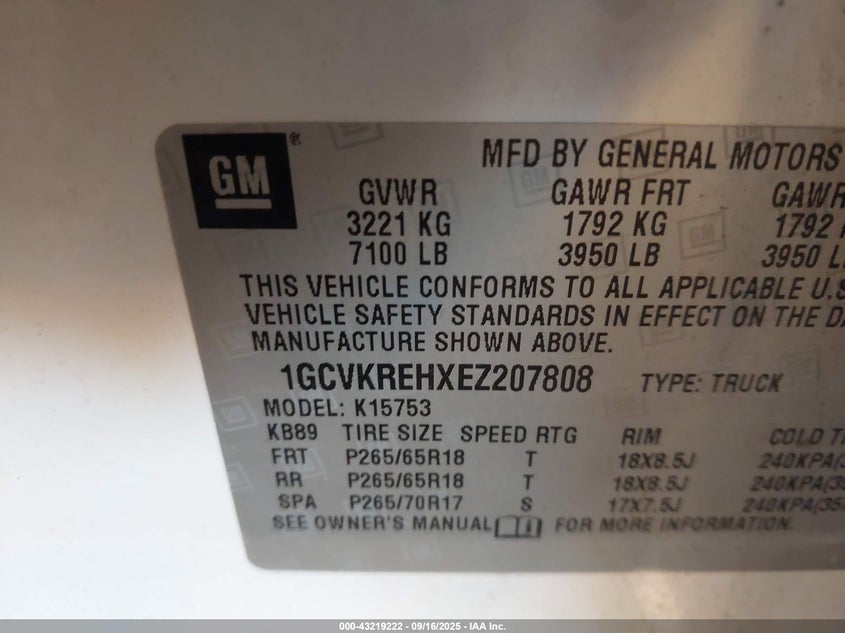 GM®
MFD BY GENERAL MOTORS
GVWR GAWR FRT GAWR
3221 KG 1792 KG 1792
7100 LB 3950 LB 3950
THIS VEHICLE CONFORMS TO ALL APPLICABLE U.S
VEHICLE SAFETY STANDARDS IN EFFECT ON THE
MANUFACTURE SHOWN ABOVE.
1GCVKREHXEZ207808 TYPE: TRUCK
MODEL: K15753
KB89 TIRE SIZE SPEED RTG RIM COLD
FRT P265/65R18 T 18X8.5J 240KPA(
RR P265/65R18 T 18X8.5J 240KPA(35
SPA P265/70R17 S 17X7.5J 240KPA(35
SEE OWNER'S MANUAL FOR MORE INFORMATION.
000-43219222 - 09/16/2025 - IAA Inc.